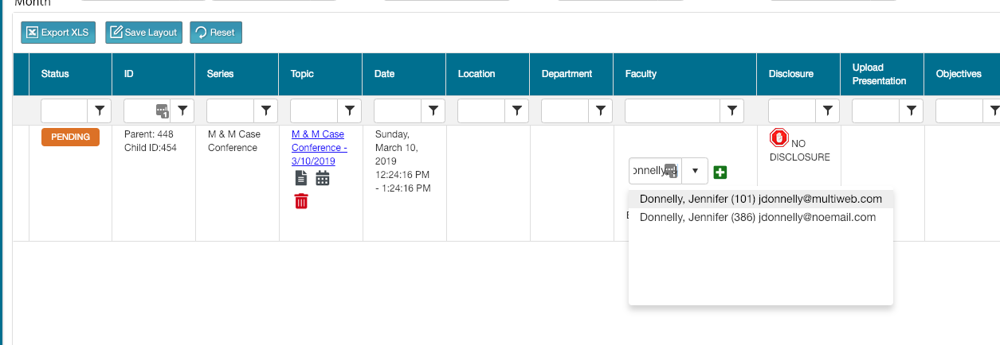 Month
Export XLS
Save Layout
Reset
Status
ID
Series
Topic
Date
Location
Department
Faculty
Disclosure
Upload
Presentation
Objectives
PENDING
Parent: 448
Child ID:454
M & M Case
Conference
M & M Case
Conference -
3/10/2019
Sunday,
March 10,
2019
12:24:16 PM
- 1:24:16 PM
NO
DISCLOSURE
Donnelly, Jennifer (101) jdonnelly@multiweb.com
Donnelly, Jennifer (386) jdonnelly@noemail.com